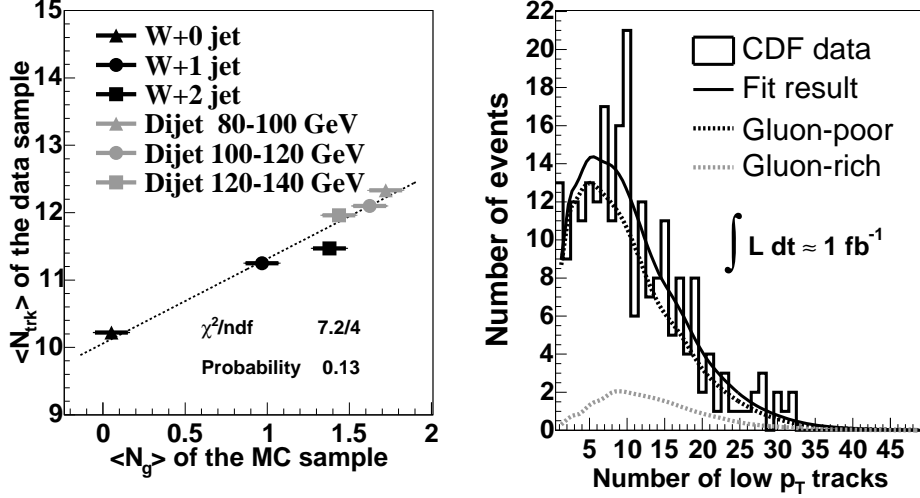 15
14
13
12
11
10
9
<N_trk> of the data sample
W+0 jet
W+1 jet
W+2 jet
Dijet 80-100 GeV
Dijet 100-120 GeV
Dijet 120-140 GeV
χ²/ndf 7.2/4
Probability 0.13
0 0.5 1 1.5 2
<N_g> of the MC sample
22
20
18
16
14
12
10
8
6
4
2
0
Number of events
CDF data
Fit result
Gluon-poor
Gluon-rich
∫ L dt ≈ 1 fb⁻¹
5 10 15 20 25 30 35 40 45
Number of low p_T tracks